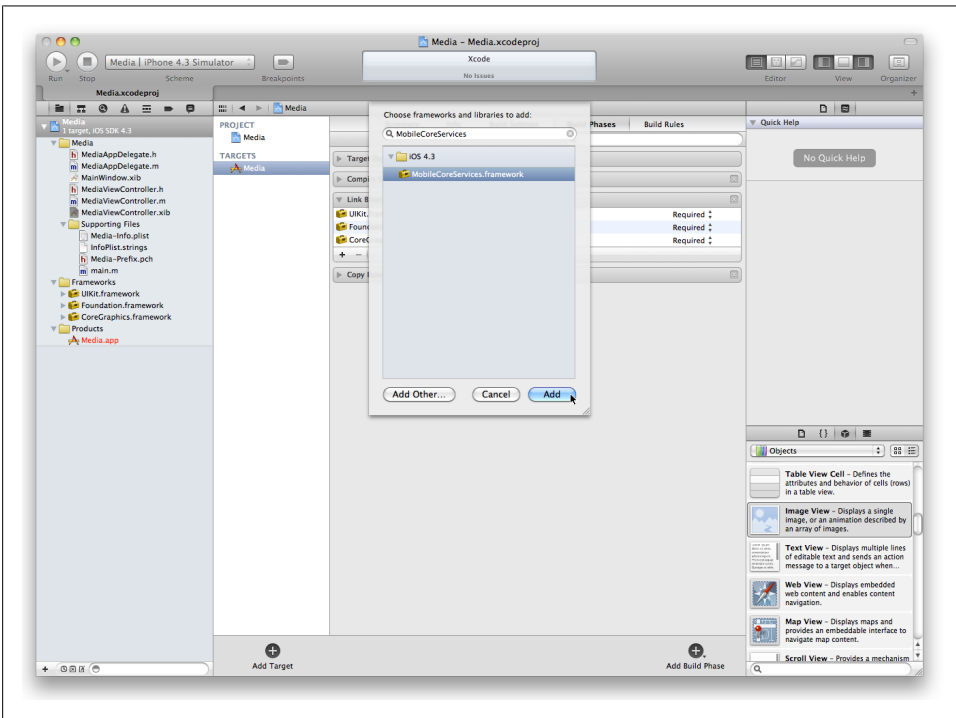 Media – Media.xcodeproj
Media | iPhone 4.3 Simulator
Xcode
No Issues
Run
Stop
Scheme
Breakpoints
Editor
View
Organizer
Media.xcodeproj
Media
1 target, iOS SDK 4.3
Media
MediaAppDelegate.h
MediaAppDelegate.m
MainWindow.xib
MediaViewController.h
MediaViewController.m
MediaViewController.xib
Supporting Files
Media-Info.plist
InfoPlist.strings
Media-Prefix.pch
main.m
Frameworks
UIKit.framework
Foundation.framework
CoreGraphics.framework
Products
Media.app
Media
PROJECT
Media
TARGETS
Media
Phases
Build Rules
Target
Compi
Link B
UIKit.
Required
Found
Required
CoreG
Required
Copy
Choose frameworks and libraries to add:
MobileCoreServices
iOS 4.3
MobileCoreServices.framework
Add Other...
Cancel
Add
Add Target
Add Build Phase
Quick Help
No Quick Help
Objects
Table View Cell – Defines the
attributes and behavior of cells (rows)
in a table view.
Image View – Displays a single
image, or an animation described by
an array of images.
Text View – Displays multiple lines
of editable text and sends an action
message to a target object when...
Web View – Displays embedded
web content and enables content
navigation.
Map View – Displays maps and
provides an embeddable interface to
navigate map content.
Scroll View – Provides a mechanism